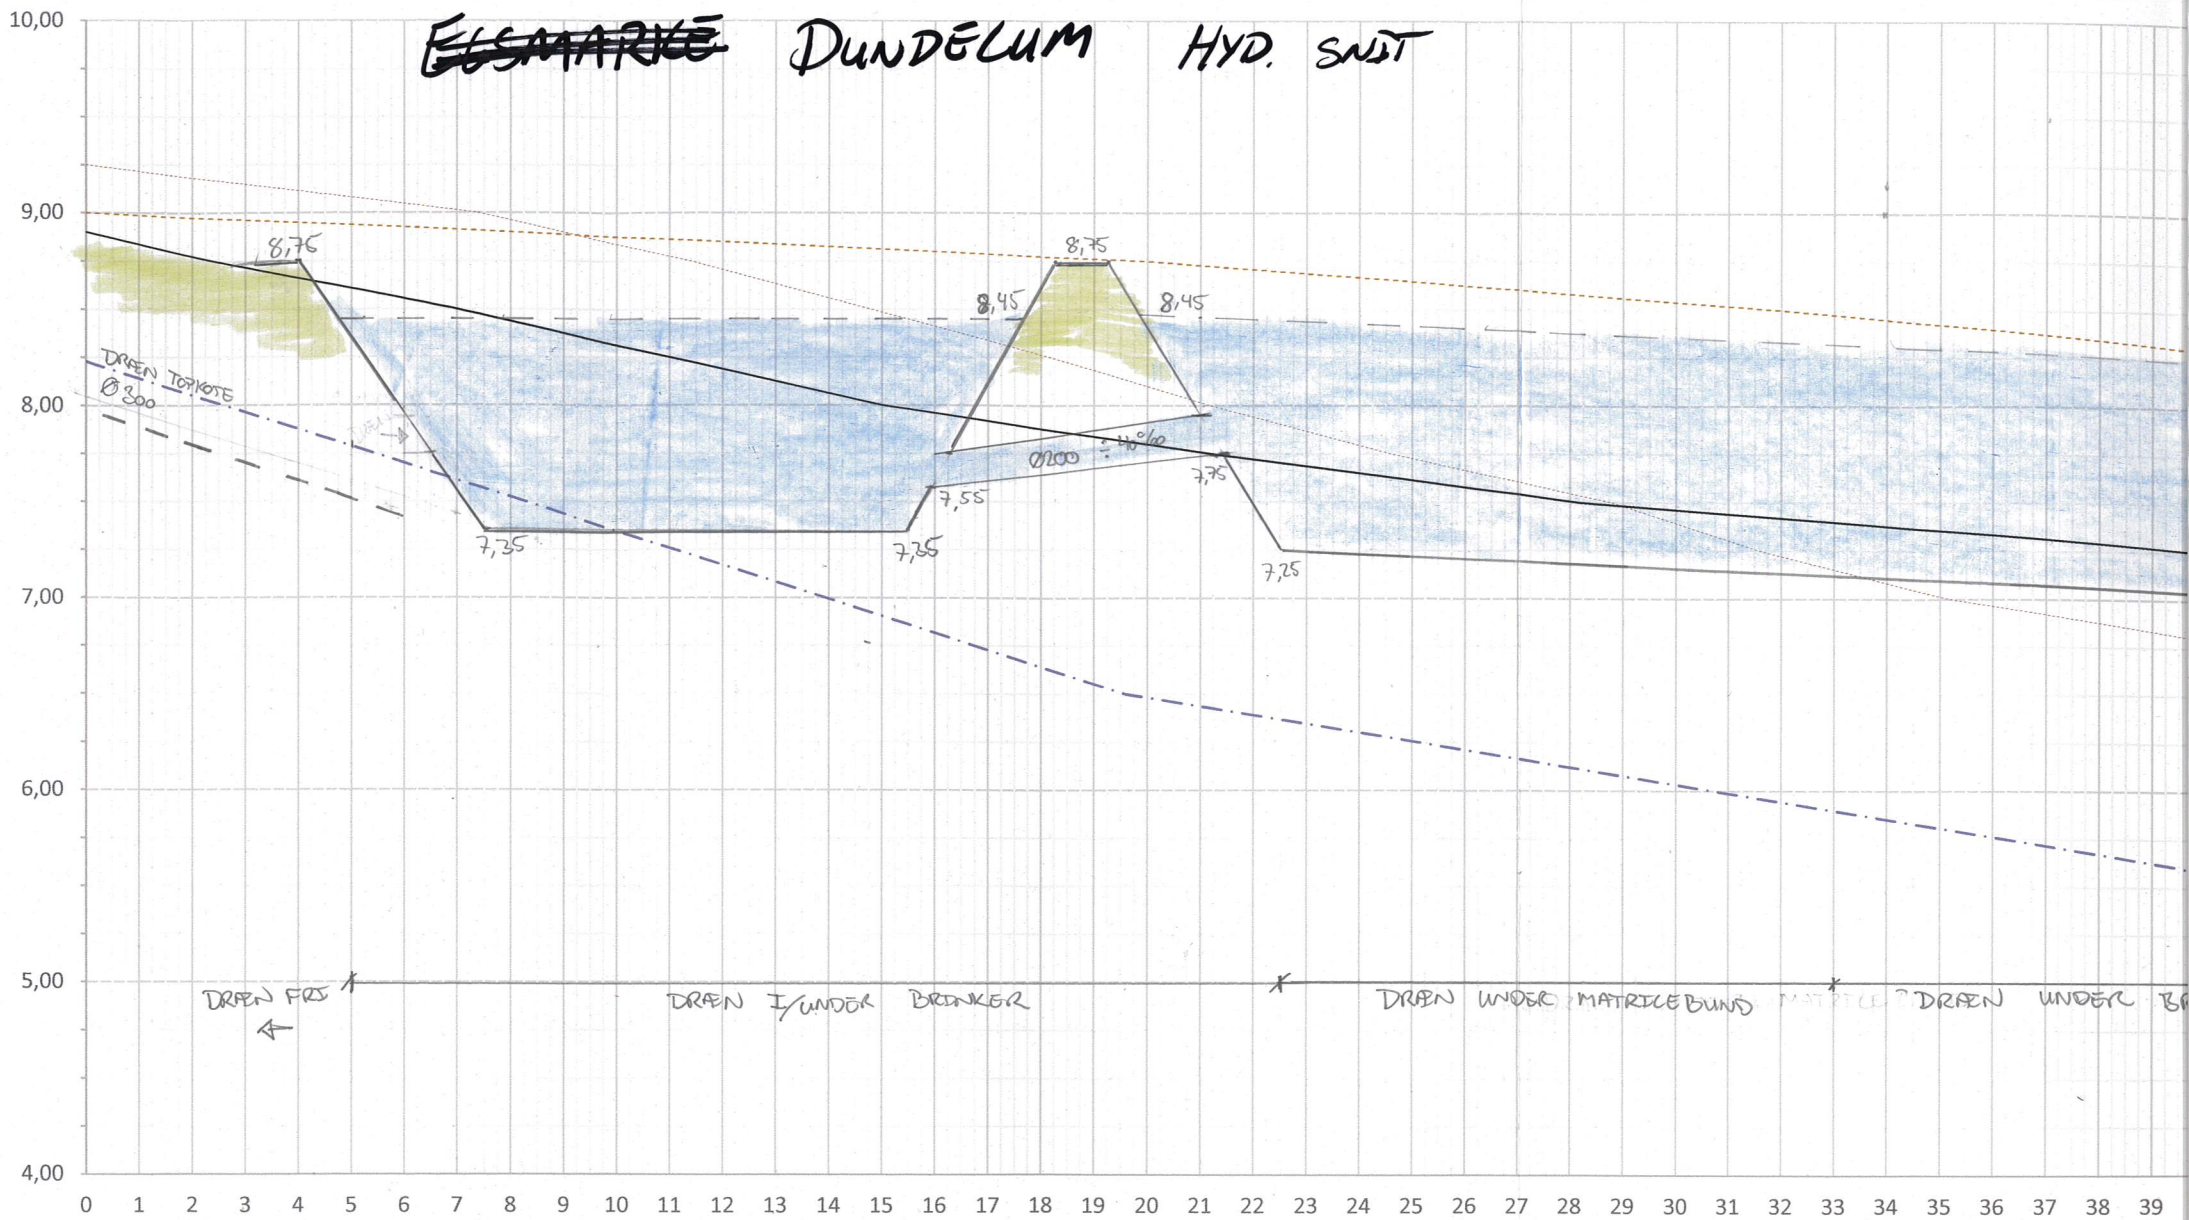 DUNDELUM HYD. SNIT
10,00
9,00
8,00
7,00
6,00
5,00
4,00
8,75
8,75
8,45
8,45
DRÆN TOPKOTE
Ø300
Ø200 ÷40‰
7,55
7,75
7,35
7,35
7,25
DRÆN FRI
DRÆN I/UNDER BRINKER
DRÆN UNDER MATRICEBUND
DRÆN UNDER
0 1 2 3 4 5 6 7 8 9 10 11 12 13 14 15 16 17 18 19 20 21 22 23 24 25 26 27 28 29 30 31 32 33 34 35 36 37 38 39